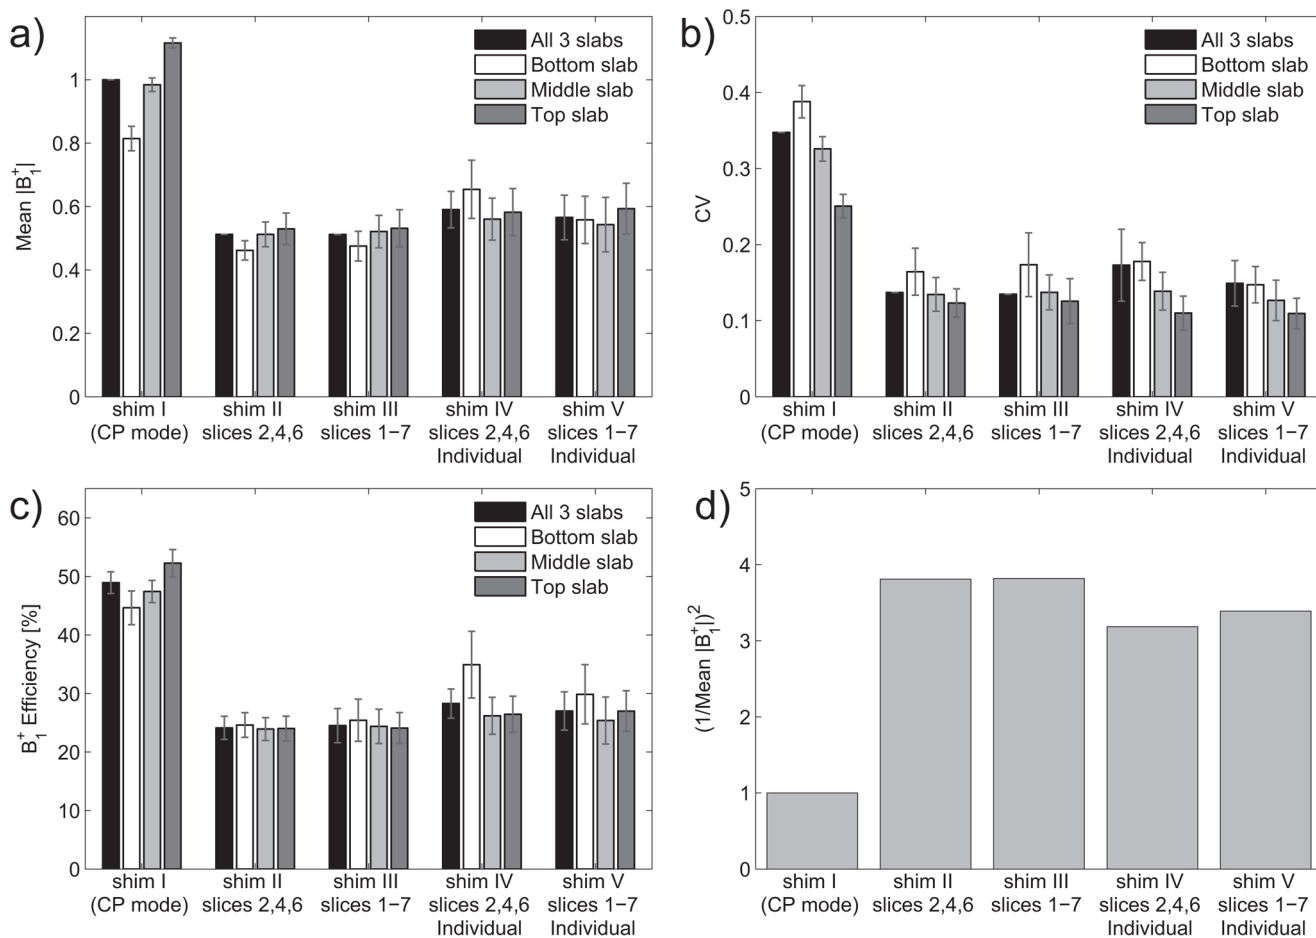 a)
Mean |B₁⁺|
0
0.2
0.4
0.6
0.8
1
All 3 slabs
Bottom slab
Middle slab
Top slab
shim I
(CP mode)
shim II
slices 2,4,6
shim III
slices 1−7
shim IV
slices 2,4,6
Individual
shim V
slices 1−7
Individual
b)
CV
0.5
0.4
0.3
0.2
0.1
0
All 3 slabs
Bottom slab
Middle slab
Top slab
shim I
(CP mode)
shim II
slices 2,4,6
shim III
slices 1−7
shim IV
slices 2,4,6
Individual
shim V
slices 1−7
Individual
c)
B₁⁺ Efficiency [%]
60
50
40
30
20
10
0
All 3 slabs
Bottom slab
Middle slab
Top slab
shim I
(CP mode)
shim II
slices 2,4,6
shim III
slices 1−7
shim IV
slices 2,4,6
Individual
shim V
slices 1−7
Individual
d)
(1/Mean |B₁⁺|)²
5
4
3
2
1
0
shim I
(CP mode)
shim II
slices 2,4,6
shim III
slices 1−7
shim IV
slices 2,4,6
Individual
shim V
slices 1−7
Individual